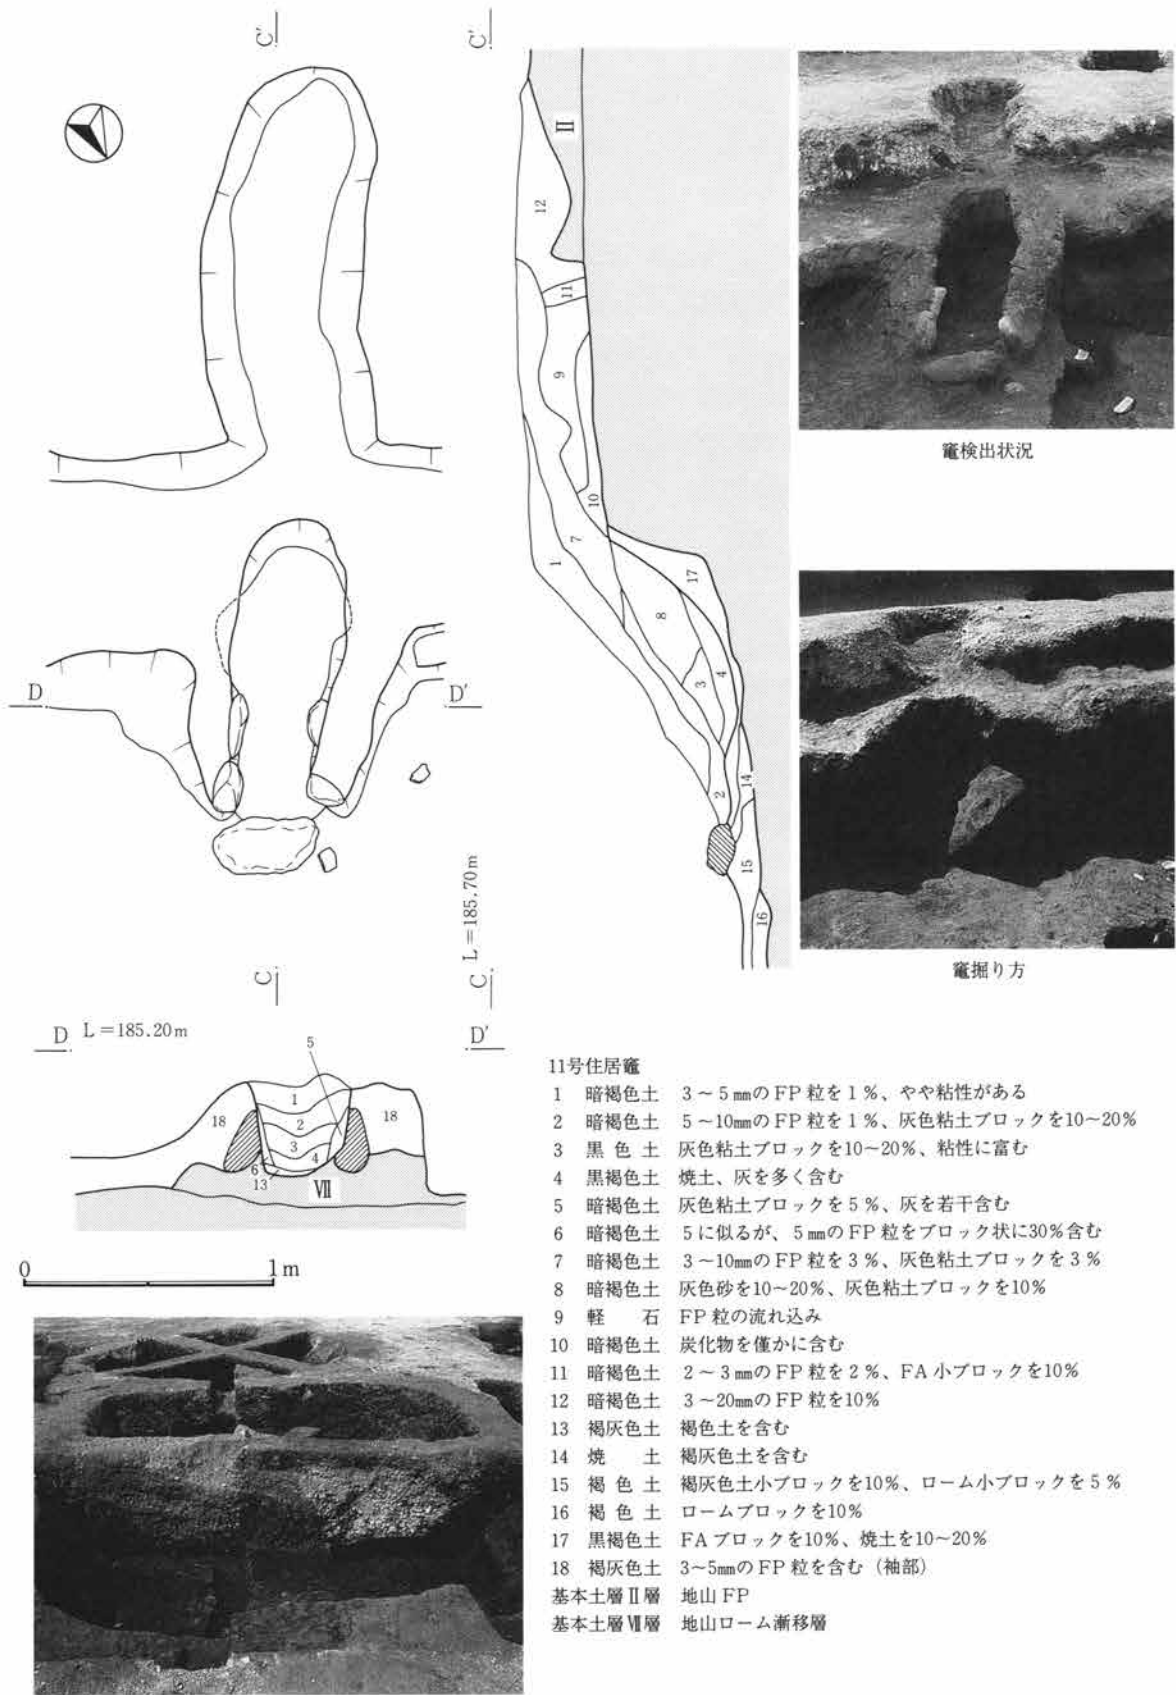 C'
C'
Ⅱ
12
11
9
10
7
1
17
8
3
4
14
2
15
16
竈検出状況
D
D'
L＝185.70m
竈掘り方
C
C
D L＝185.20m
D'
5
1
18
2
18
3
4
6
13
Ⅶ
0 1m
11号住居竈
1 暗褐色土 3～5㎜のFP粒を1％、やや粘性がある
2 暗褐色土 5～10㎜のFP粒を1％、灰色粘土ブロックを10～20％
3 黒色土 灰色粘土ブロックを10～20％、粘性に富む
4 黒褐色土 焼土、灰を多く含む
5 暗褐色土 灰色粘土ブロックを5％、灰を若干含む
6 暗褐色土 5に似るが、5㎜のFP粒をブロック状に30％含む
7 暗褐色土 3～10㎜のFP粒を3％、灰色粘土ブロックを3％
8 暗褐色土 灰色砂を10～20％、灰色粘土ブロックを10％
9 軽石 FP粒の流れ込み
10 暗褐色土 炭化物を僅かに含む
11 暗褐色土 2～3㎜のFP粒を2％、FA小ブロックを10％
12 暗褐色土 3～20㎜のFP粒を10％
13 褐灰色土 褐色土を含む
14 焼土 褐灰色土を含む
15 褐色土 褐灰色土小ブロックを10％、ローム小ブロックを5％
16 褐色土 ロームブロックを10％
17 黒褐色土 FAブロックを10％、焼土を10～20％
18 褐灰色土 3~5㎜のFP粒を含む（袖部）
基本土層Ⅱ層 地山FP
基本土層Ⅶ層 地山ローム漸移層